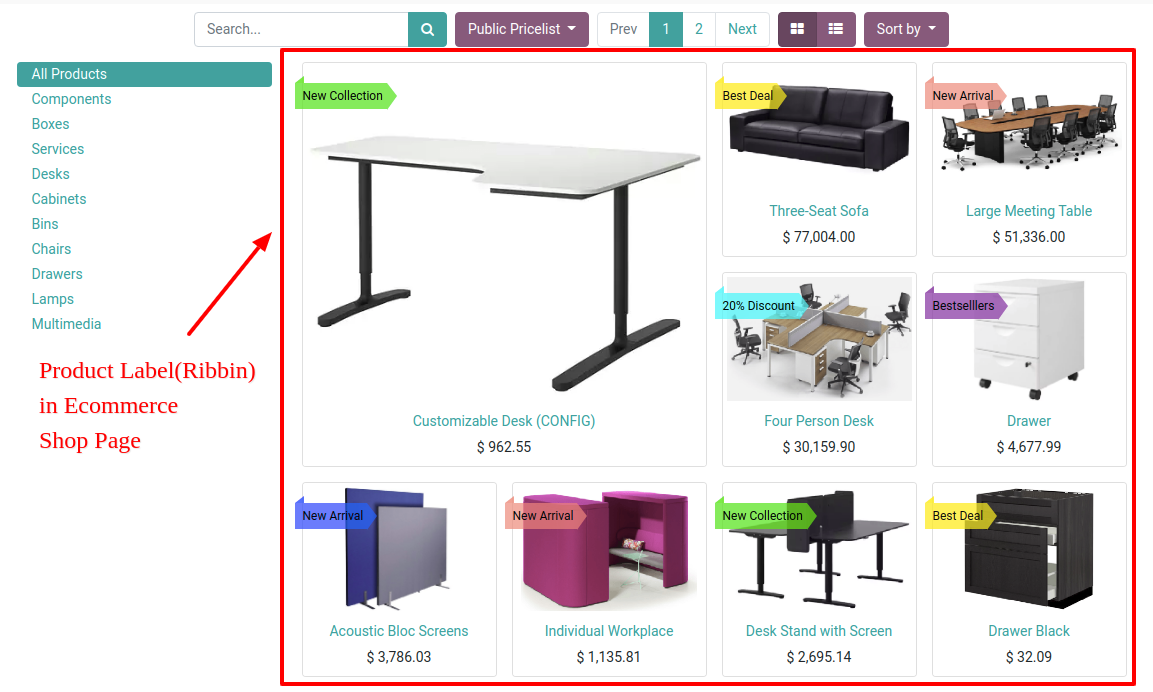 Search...
Public Pricelist
Prev 1 2 Next
Sort by
All Products
Components
Boxes
Services
Desks
Cabinets
Bins
Chairs
Drawers
Lamps
Multimedia
Product Label(Ribbin)
in Ecommerce
Shop Page
New Collection
Customizable Desk (CONFIG)
$ 962.55
Best Deal
Three-Seat Sofa
$ 77,004.00
New Arrival
Large Meeting Table
$ 51,336.00
20% Discount
Four Person Desk
$ 30,159.90
Bestselllers
Drawer
$ 4,677.99
New Arrival
Acoustic Bloc Screens
$ 3,786.03
New Arrival
Individual Workplace
$ 1,135.81
New Collection
Desk Stand with Screen
$ 2,695.14
Best Deal
Drawer Black
$ 32.09